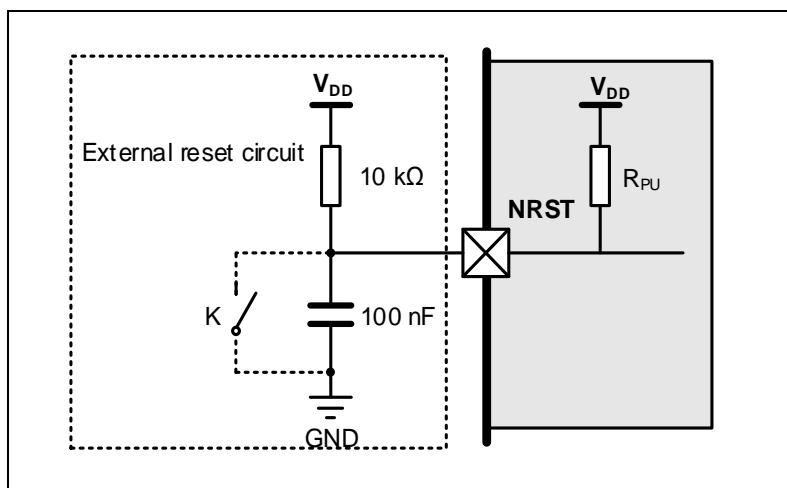 V_DD
V_DD
External reset circuit
10 kΩ
R_PU
NRST
K
100 nF
GND